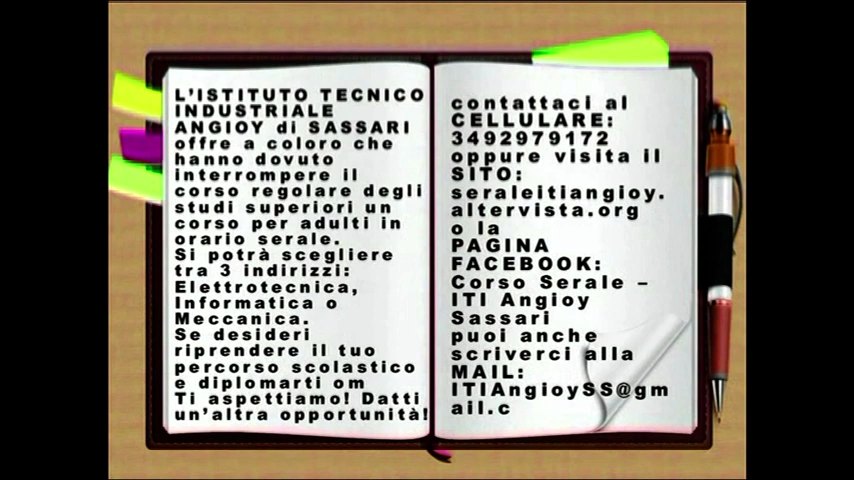 L'ISTITUTO TECNICO
INDUSTRIALE
ANGIOY di SASSARI
offre a coloro che
hanno dovuto
interrompere il
corso regolare degli
studi superiori un
corso per adulti in
orario serale.
Si potrà scegliere
tra 3 indirizzi:
Elettrotecnica,
Informatica o
Meccanica.
Se desideri
riprendere il tuo
percorso scolastico
e diplomarti om
Ti aspettiamo! Datti
un'altra opportunità!
contattaci al
CELLULARE:
3492979172
oppure visita il
SITO:
seraleitiangioy.
altervista.org
o la
PAGINA
FACEBOOK:
Corso Serale –
ITI Angioy
Sassari
puoi anche
scriverci alla
MAIL:
ITIAngioySS@gm
ail.c